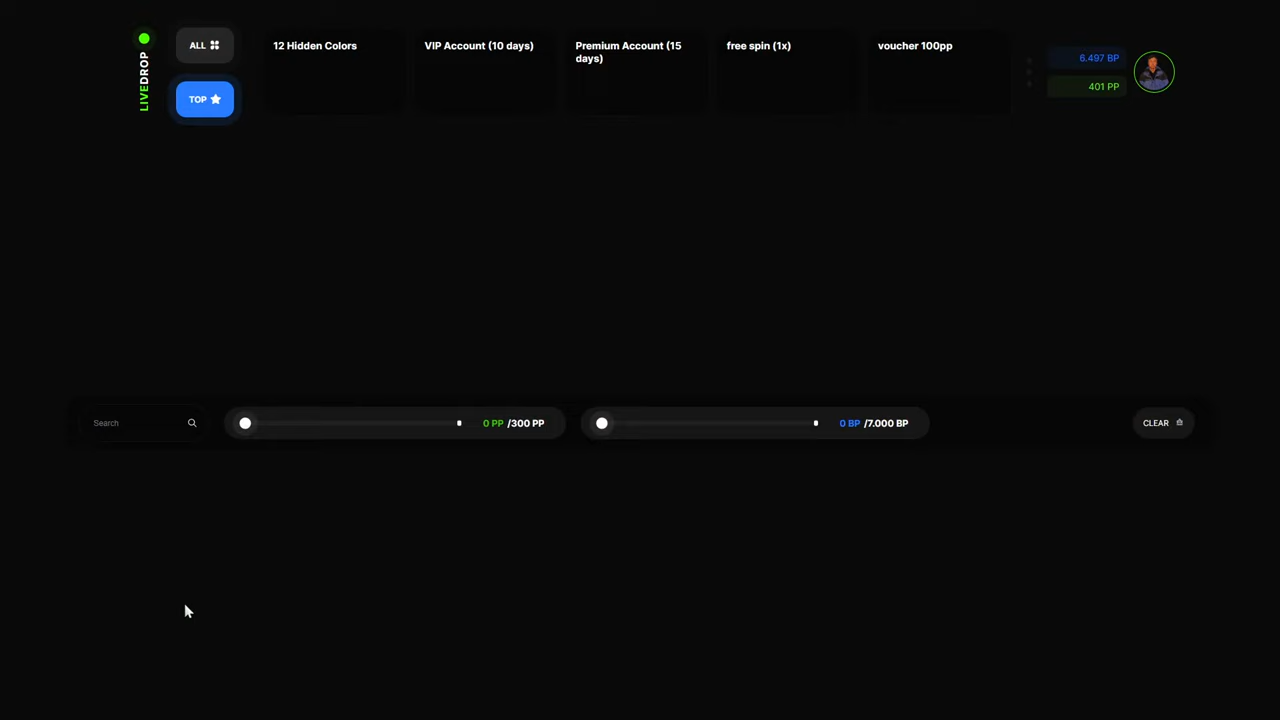 LIVEDROP
ALL
TOP
12 Hidden Colors
VIP Account (10 days)
Premium Account (15
days)
free spin (1x)
voucher 100pp
6.497 BP
401 PP
Search
0 PP /300 PP
0 BP /7.000 BP
CLEAR